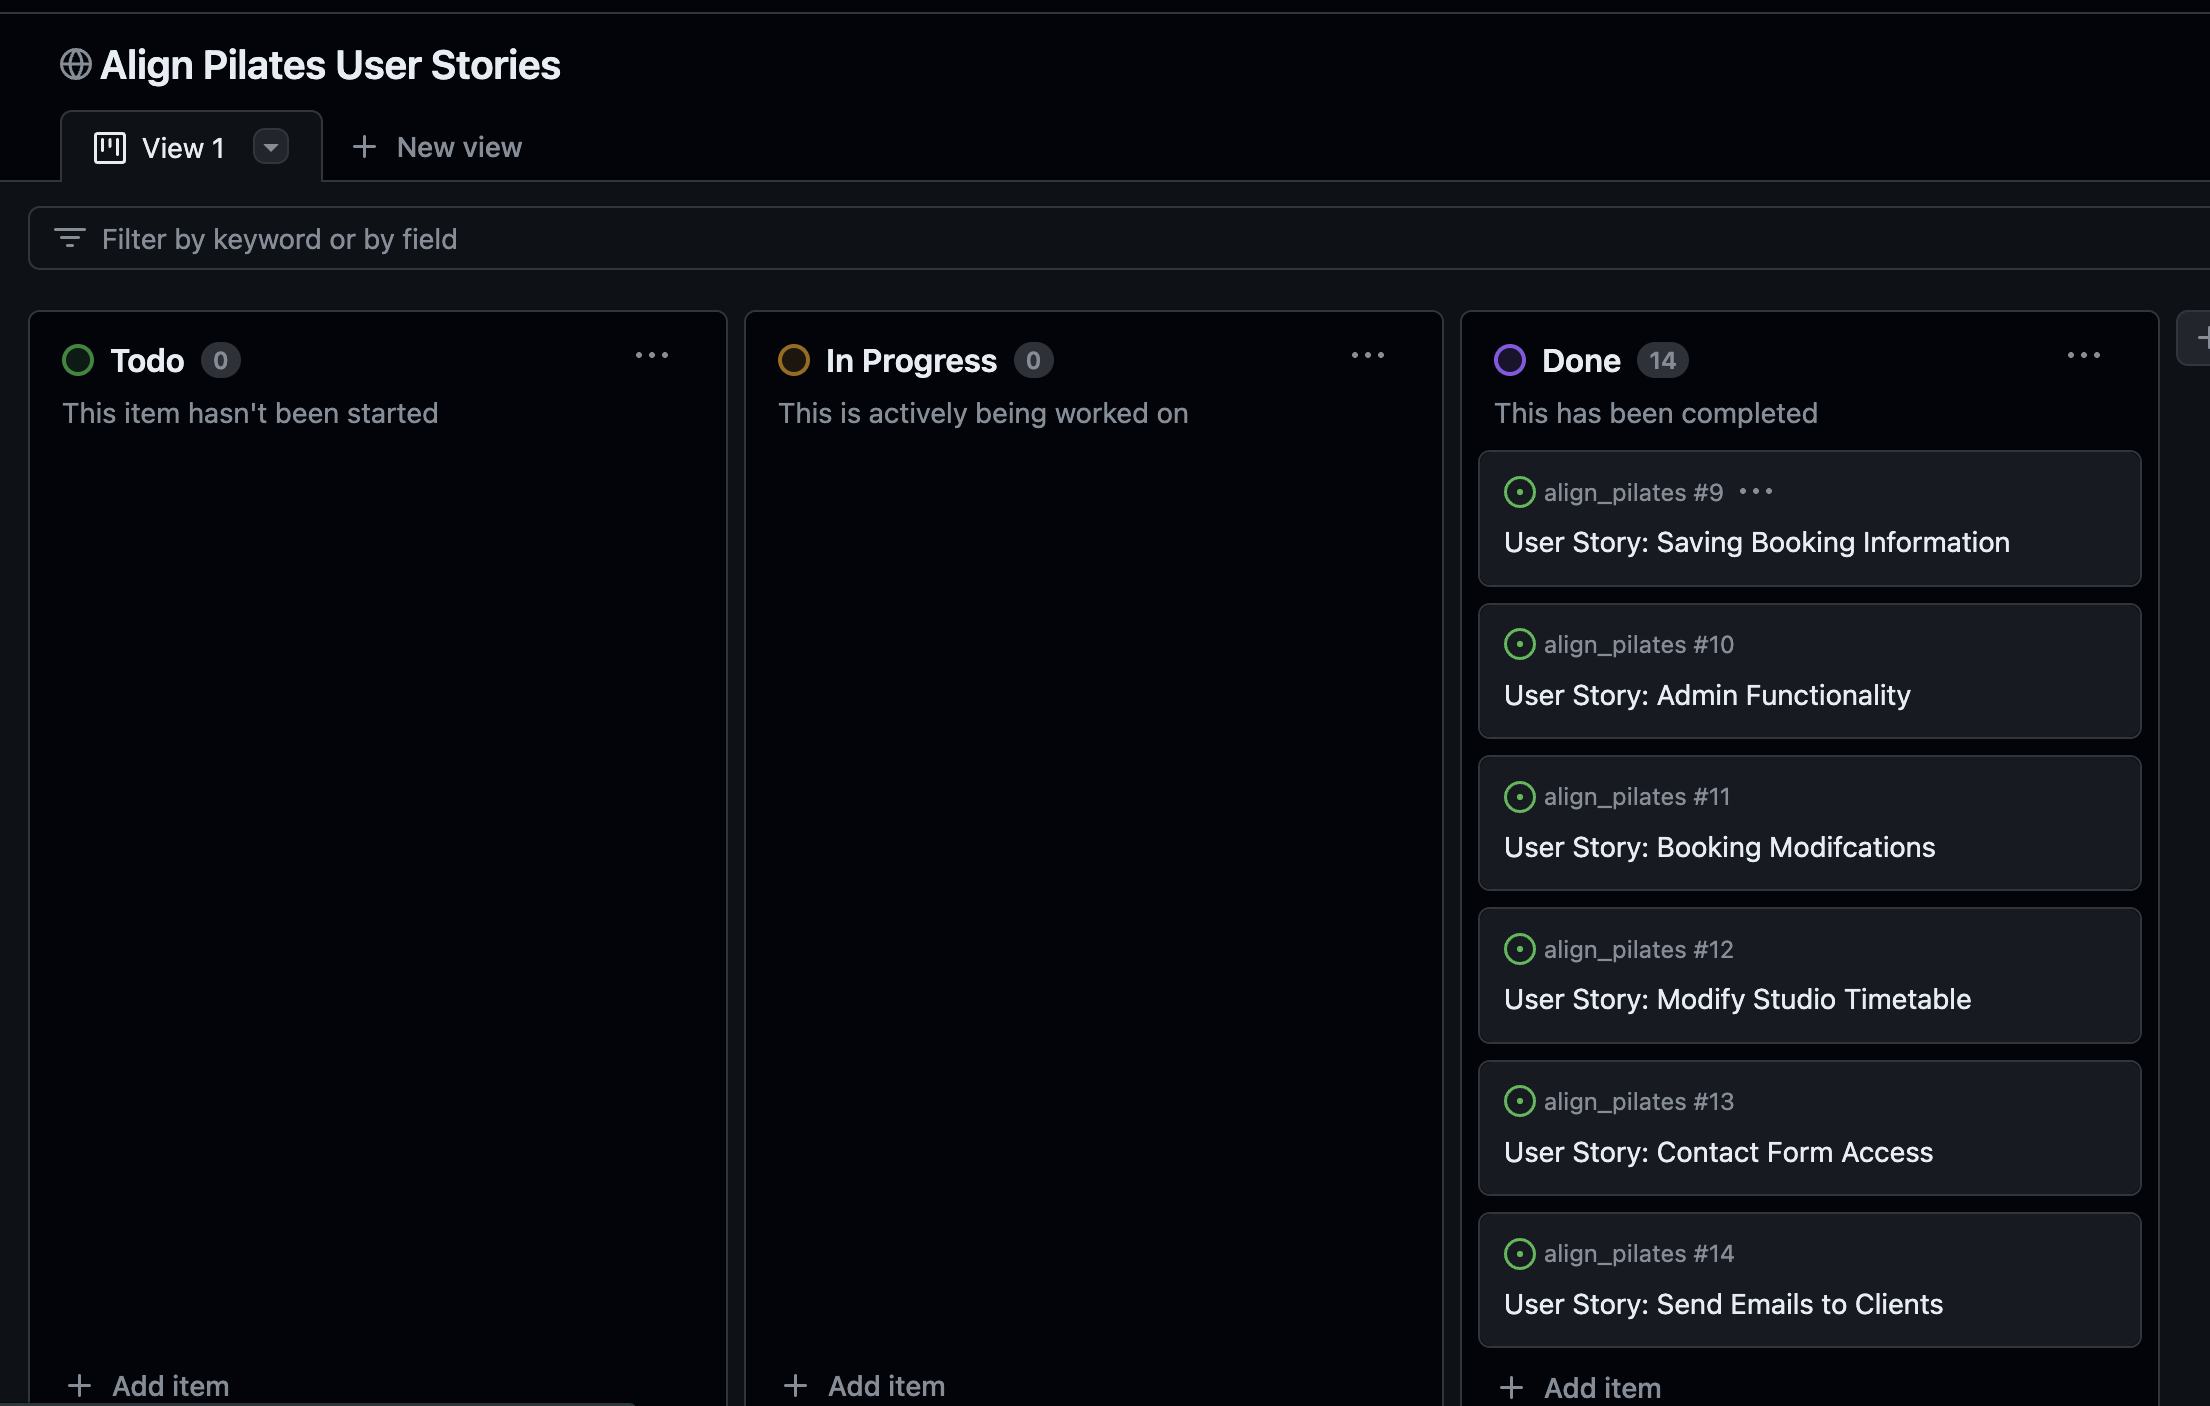 Align Pilates User Stories
View 1
New view
Filter by keyword or by field
Todo 0
This item hasn't been started
Add item
In Progress 0
This is actively being worked on
Add item
Done 14
This has been completed
align_pilates #9
User Story: Saving Booking Information
align_pilates #10
User Story: Admin Functionality
align_pilates #11
User Story: Booking Modifcations
align_pilates #12
User Story: Modify Studio Timetable
align_pilates #13
User Story: Contact Form Access
align_pilates #14
User Story: Send Emails to Clients
Add item